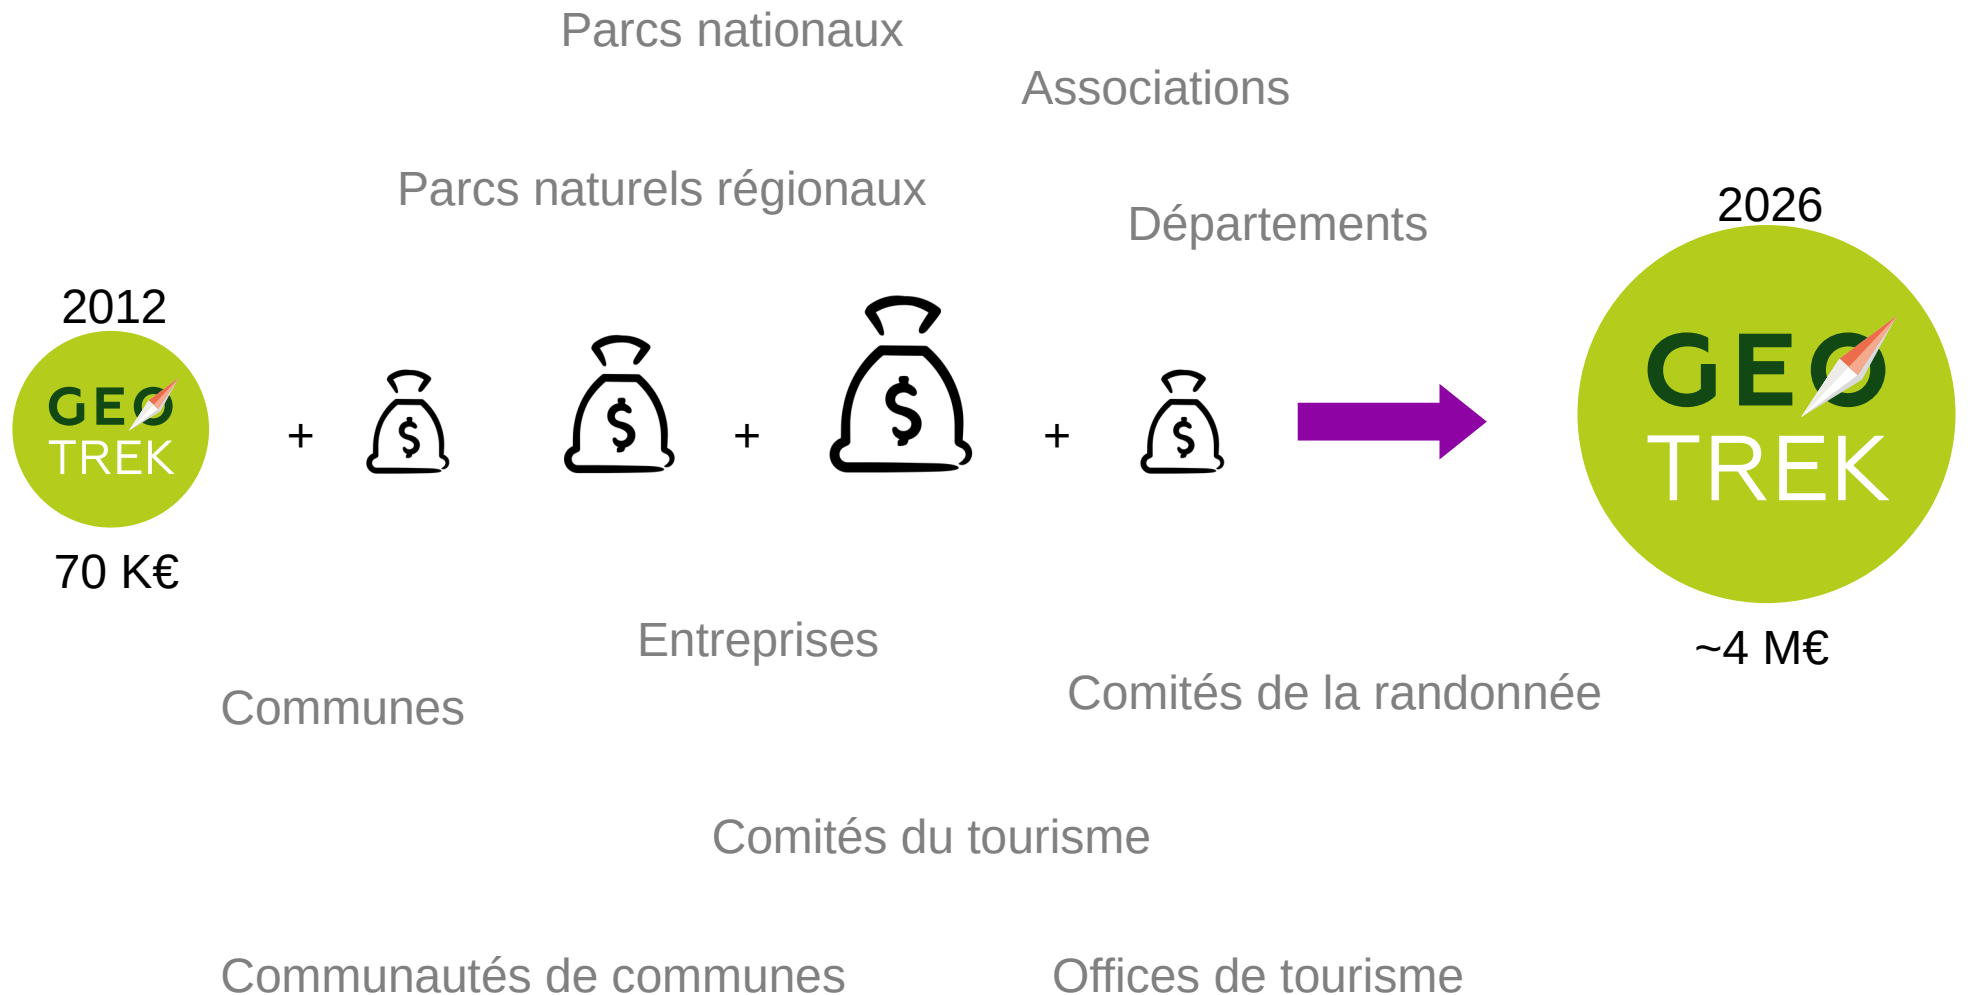 Parcs nationaux
Associations
Parcs naturels régionaux
Départements
2026
2012
GEO
TREK
GEO
TREK
+
$
$
+
$
+
$
70 K€
~4 M€
Entreprises
Communes
Comités de la randonnée
Comités du tourisme
Communautés de communes
Offices de tourisme